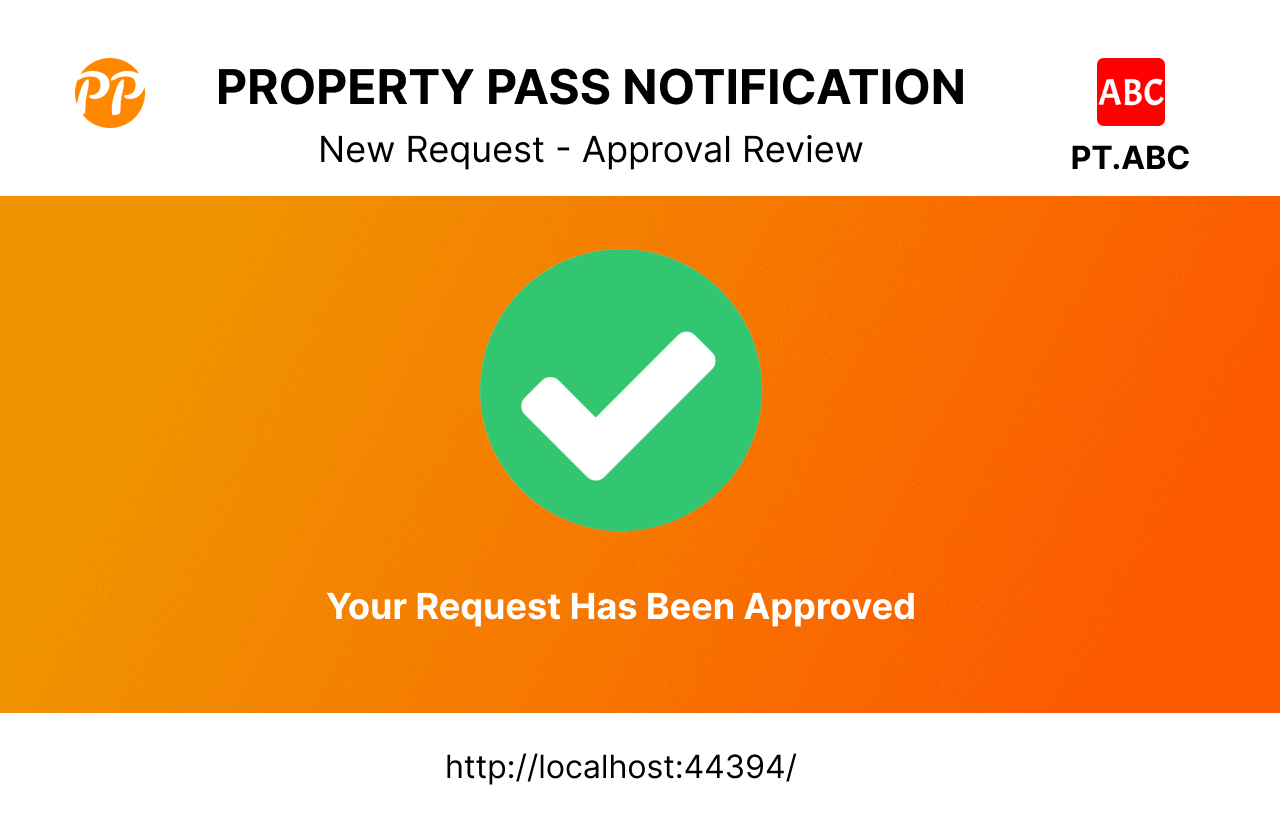 PP
PROPERTY PASS NOTIFICATION
New Request - Approval Review
ABC
PT.ABC
Your Request Has Been Approved
http://localhost:44394/